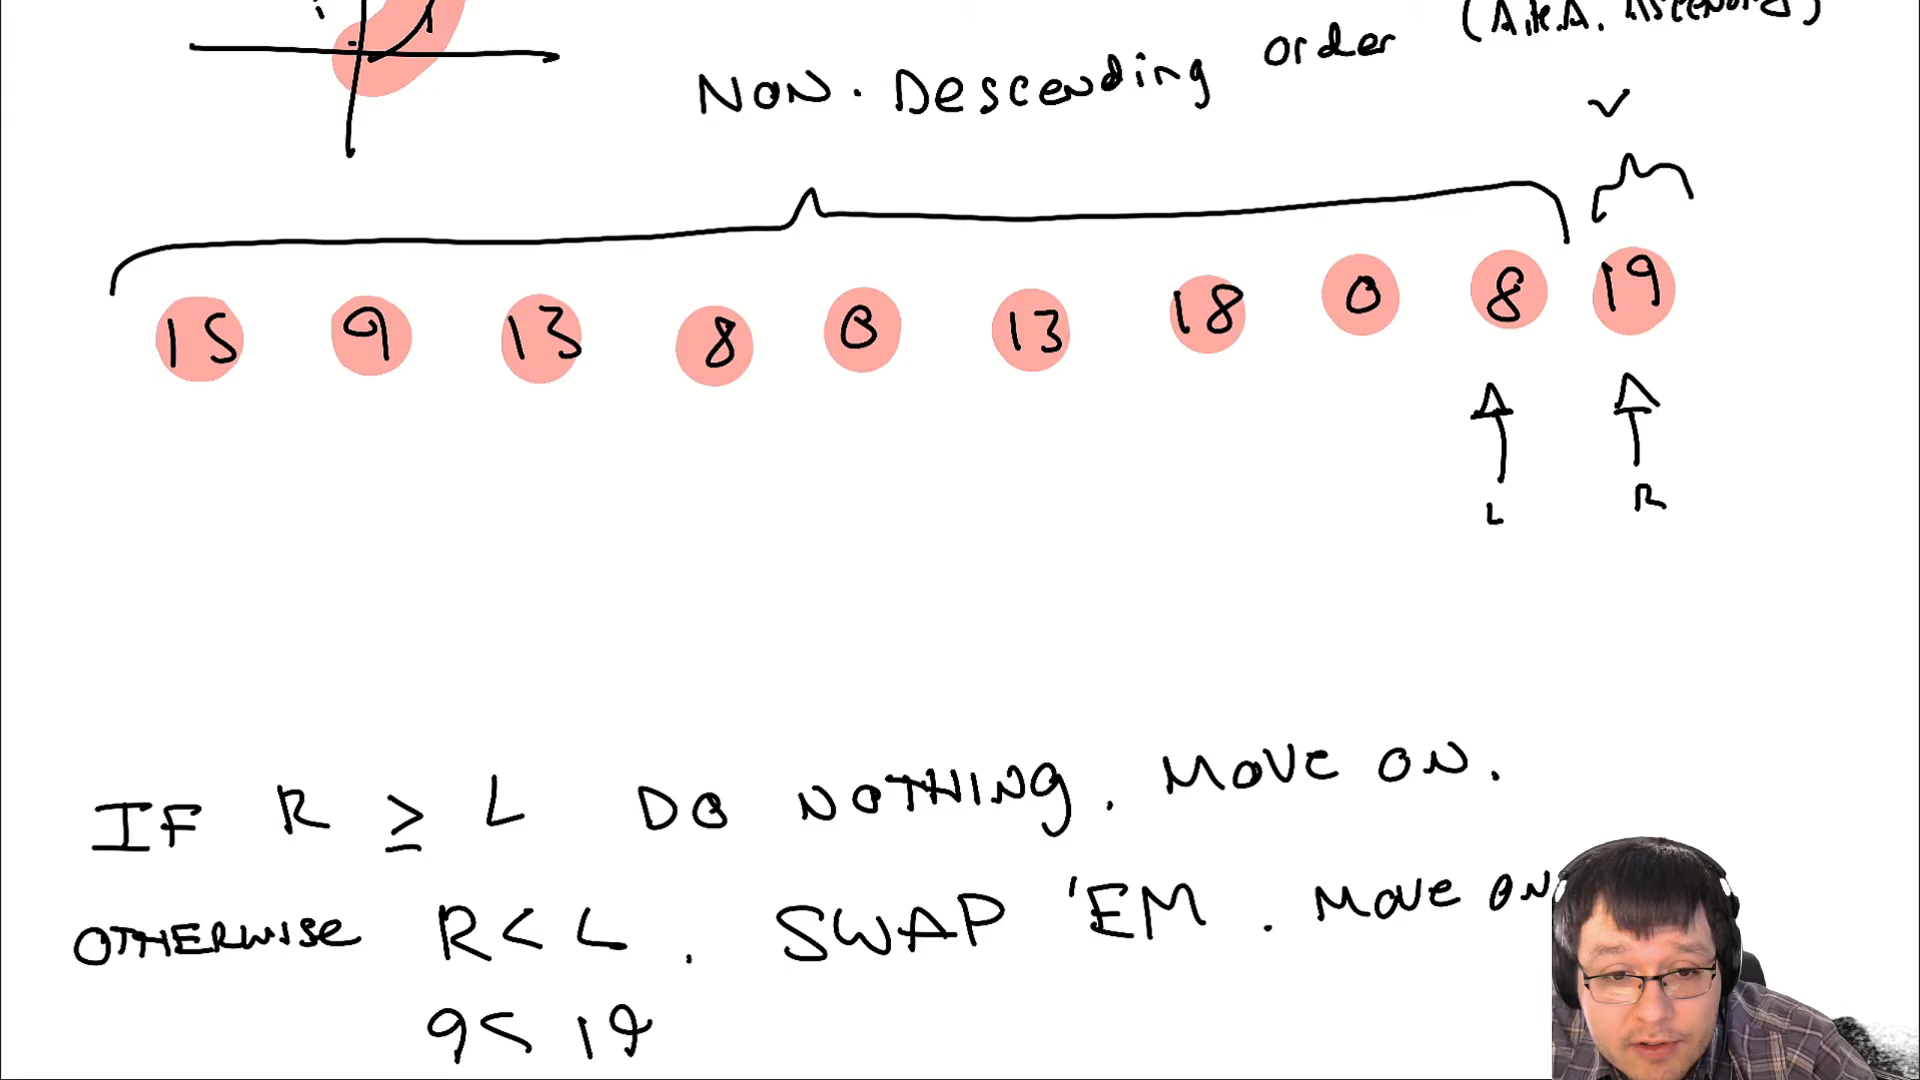 NON. Descending order (A.K.A. Ascending)
15 9 13 8 0 13 18 0 8 19
L R
IF R ≥ L DO NOTHING. MOVE ON.
OTHERWISE R < L. SWAP 'EM. MOVE ON
9 < 19